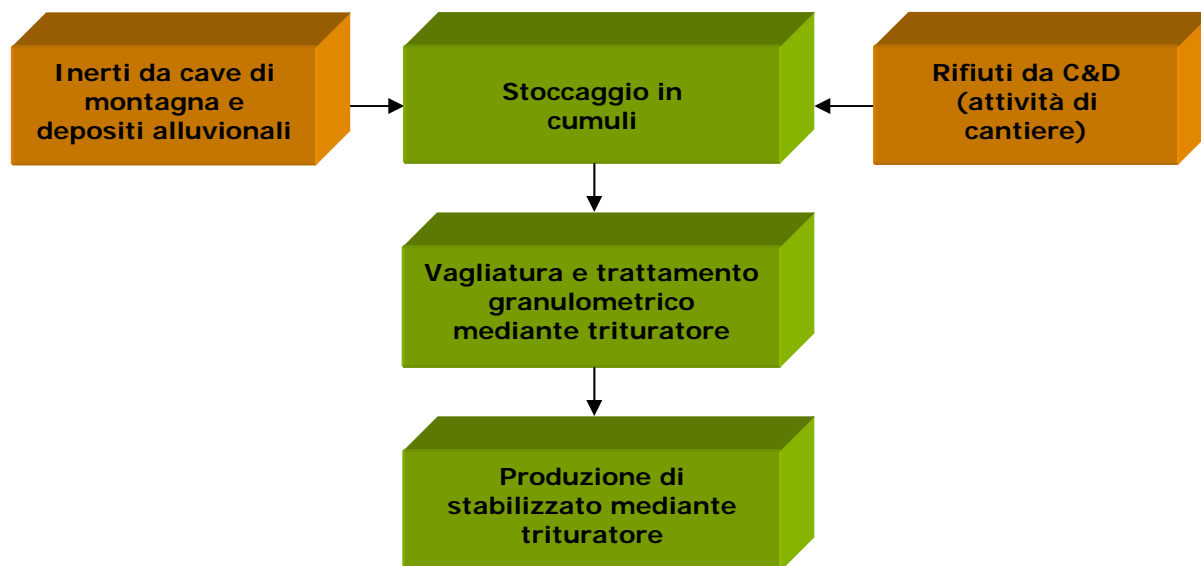 Inerti da cave di
montagna e
depositi alluvionali
Stoccaggio in
cumuli
Rifiuti da C&D
(attività di
cantiere)
Vagliatura e trattamento
granulometrico
mediante trituratore
Produzione di
stabilizzato mediante
trituratore